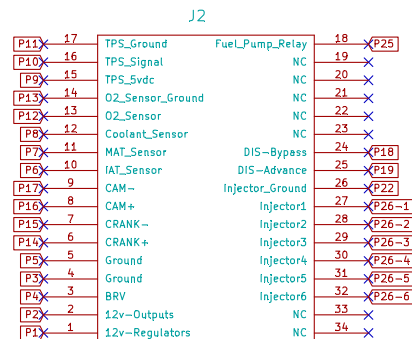 J2
P11 17 TPS_Ground Fuel_Pump_Relay 18 P25
P10 16 TPS_Signal NC 19
P9 15 TPS_5vdc NC 20
P14 14 O2_Sensor_Ground NC 21
P12 13 O2_Sensor NC 22
P8 12 Coolant_Sensor NC 23
P7 11 MAT_Sensor DIS-Bypass 24 P18
P6 10 IAT_Sensor DIS-Advance 25 P19
P17 9 CAM- Injector_Ground 26 P22
P16 8 CAM+ Injector1 27 P26-1
P15 7 CRANK- Injector2 28 P26-2
P14 6 CRANK+ Injector3 29 P26-3
P5 5 Ground Injector4 30 P26-4
P3 4 Ground Injector5 31 P26-5
P4 3 BRV Injector6 32 P26-6
P2 2 12v-Outputs NC 33
P1 1 12v-Regulators NC 34